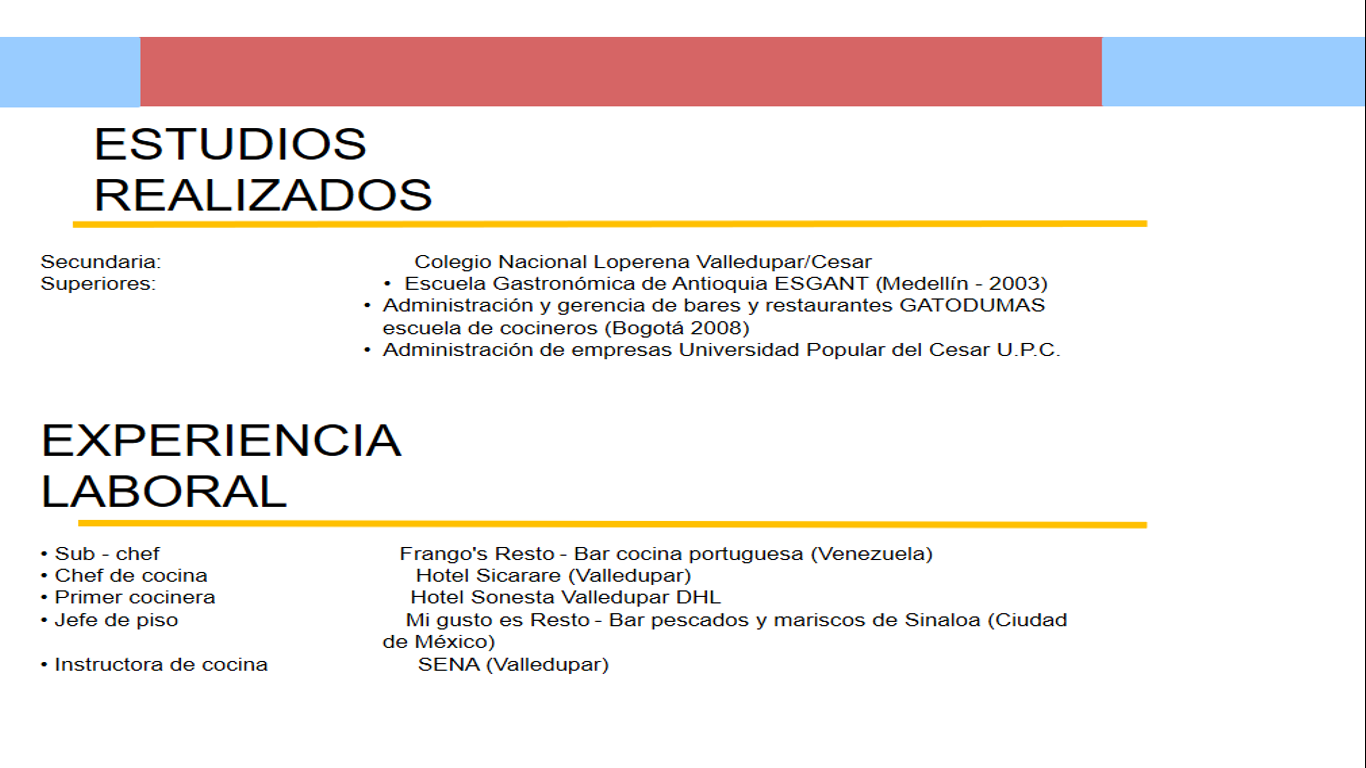 ESTUDIOS
REALIZADOS
Secundaria: Colegio Nacional Loperena Valledupar/Cesar
Superiores: • Escuela Gastronómica de Antioquia ESGANT (Medellín - 2003)
• Administración y gerencia de bares y restaurantes GATODUMAS
escuela de cocineros (Bogotá 2008)
• Administración de empresas Universidad Popular del Cesar U.P.C.
EXPERIENCIA
LABORAL
• Sub - chef Frango's Resto - Bar cocina portuguesa (Venezuela)
• Chef de cocina Hotel Sicarare (Valledupar)
• Primer cocinera Hotel Sonesta Valledupar DHL
• Jefe de piso Mi gusto es Resto - Bar pescados y mariscos de Sinaloa (Ciudad
de México)
• Instructora de cocina SENA (Valledupar)